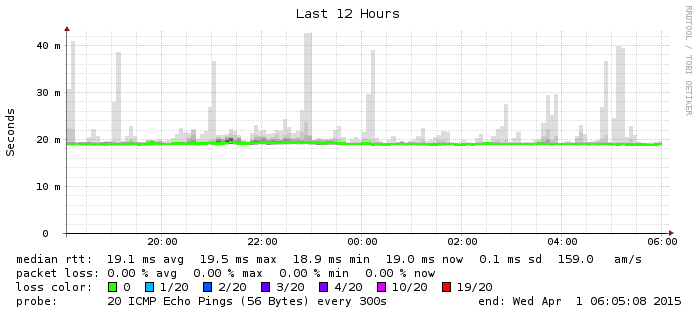 Last 12 Hours
RRDTOOL / TOBI OETIKER
Seconds
40 m
30 m
20 m
10 m
0
20:00 22:00 00:00 02:00 04:00 06:00
median rtt: 19.1 ms avg 19.5 ms max 18.9 ms min 19.0 ms now 0.1 ms sd 159.0 am/s
packet loss: 0.00 % avg 0.00 % max 0.00 % min 0.00 % now
loss color: 0 1/20 2/20 3/20 4/20 10/20 19/20
probe: 20 ICMP Echo Pings (56 Bytes) every 300s end: Wed Apr 1 06:05:08 2015